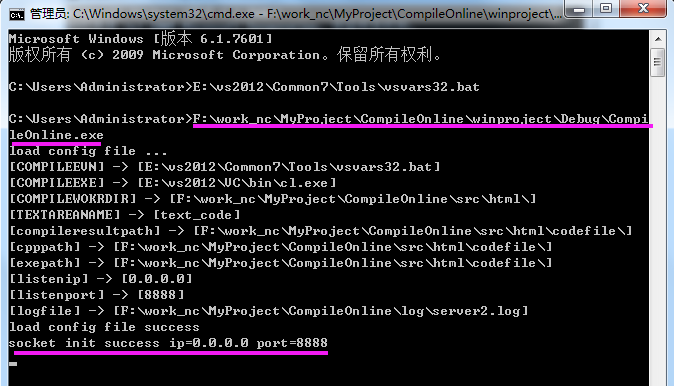 管理员: C:\Windows\system32\cmd.exe - F:\work_nc\MyProject\CompileOnline\winproject\...
Microsoft Windows [版本 6.1.7601]
版权所有 (c) 2009 Microsoft Corporation。保留所有权利。
C:\Users\Administrator>E:\vs2012\Common7\Tools\vsvars32.bat
C:\Users\Administrator>F:\work_nc\MyProject\CompileOnline\winproject\Debug\Compi
leOnline.exe
load config file ...
[COMPILEEVN] -> [E:\vs2012\Common7\Tools\vsvars32.bat]
[COMPILEEXE] -> [E:\vs2012\VC\bin\cl.exe]
[COMPILEWOKRDIR] -> [F:\work_nc\MyProject\CompileOnline\src\html\]
[TEXTAREANAME] -> [text_code]
[compileresultpath] -> [F:\work_nc\MyProject\CompileOnline\src\html\codefile\]
[cpppath] -> [F:\work_nc\MyProject\CompileOnline\src\html\codefile\]
[exepath] -> [F:\work_nc\MyProject\CompileOnline\src\html\codefile\]
[listenip] -> [0.0.0.0]
[listenport] -> [8888]
[logfile] -> [F:\work_nc\MyProject\CompileOnline\log\server2.log]
load config file success
socket init success ip=0.0.0.0 port=8888